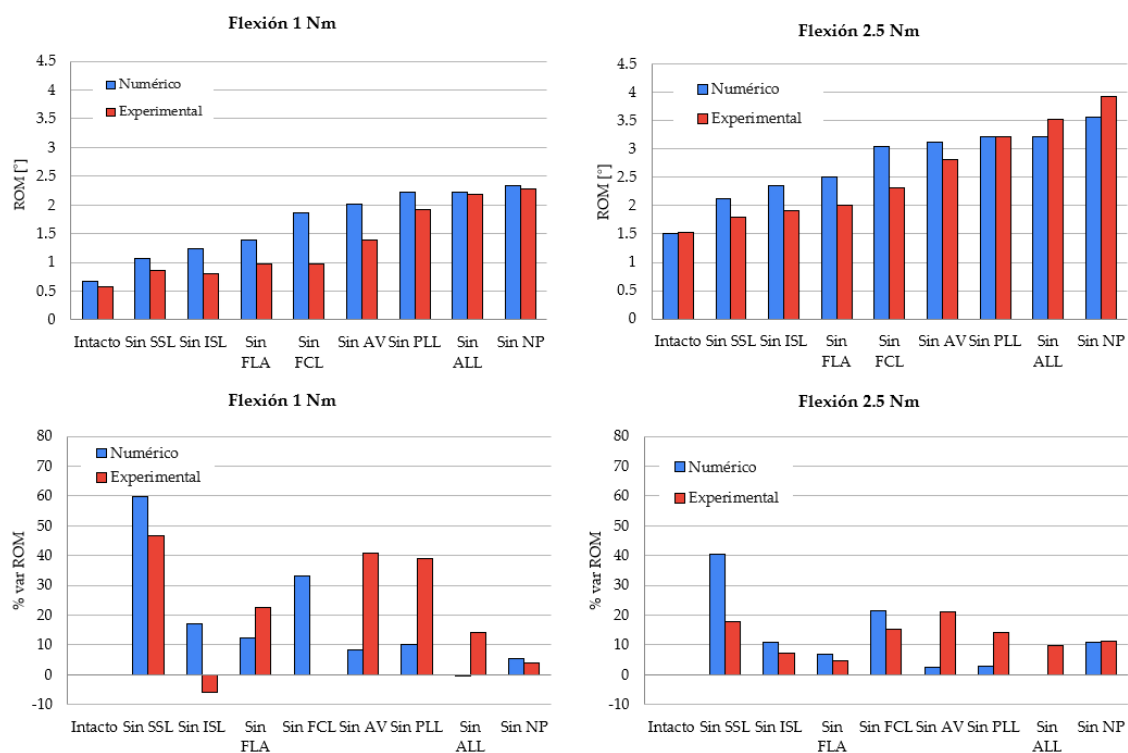 Flexión 1 Nm
4.5
4
3.5
3
2.5
2
1.5
1
0.5
0
ROM [°]
Numérico
Experimental
Intacto Sin SSL Sin ISL Sin FLA Sin FCL Sin AV Sin PLL Sin ALL Sin NP
Flexión 2.5 Nm
4.5
4
3.5
3
2.5
2
1.5
1
0.5
0
ROM [°]
Numérico
Experimental
Intacto Sin SSL Sin ISL Sin FLA Sin FCL Sin AV Sin PLL Sin ALL Sin NP
Flexión 1 Nm
80
70
60
50
40
30
20
10
0
-10
% var ROM
Numérico
Experimental
Intacto Sin SSL Sin ISL Sin FLA Sin FCL Sin AV Sin PLL Sin ALL Sin NP
Flexión 2.5 Nm
80
70
60
50
40
30
20
10
0
-10
% var ROM
Numérico
Experimental
Intacto Sin SSL Sin ISL Sin FLA Sin FCL Sin AV Sin PLL Sin ALL Sin NP